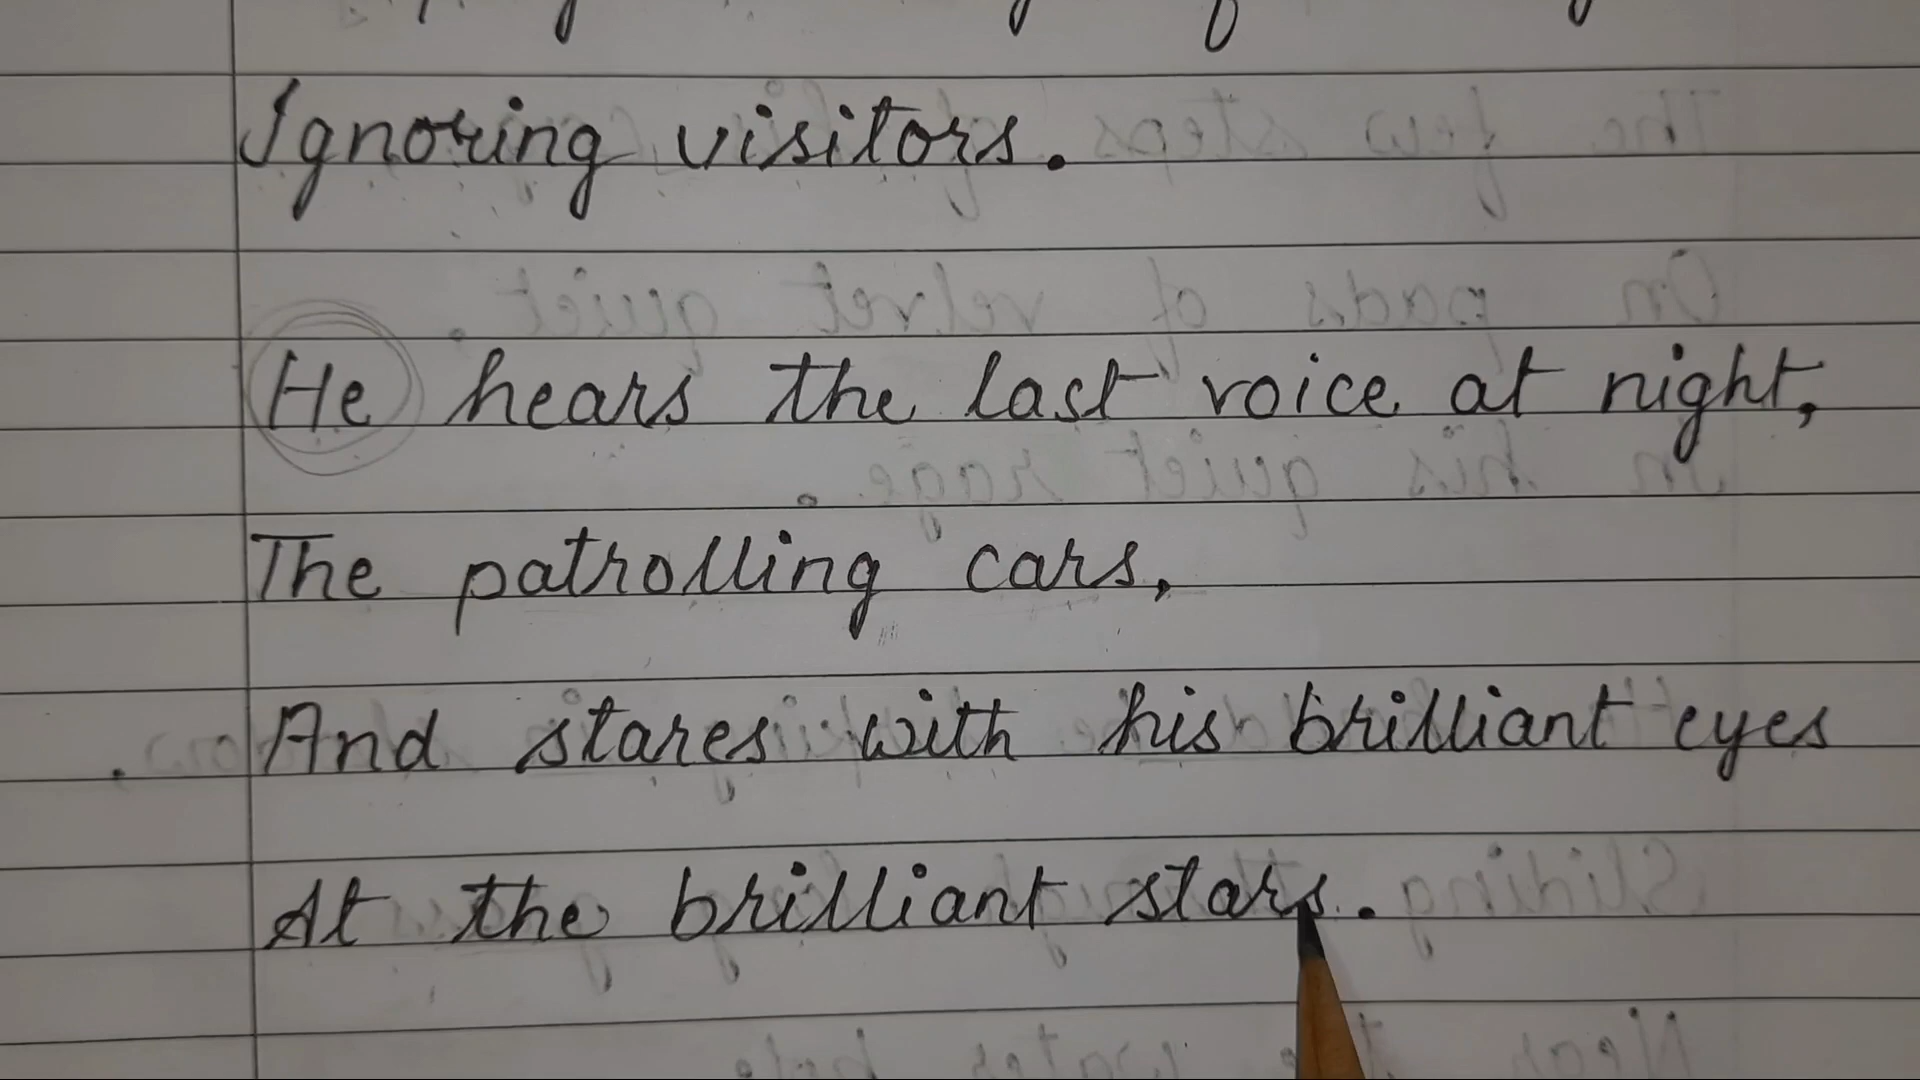 Ignoring visitors.
He hears the last voice at night,
The patrolling cars,
And stares with his brilliant eyes
At the brilliant stars.